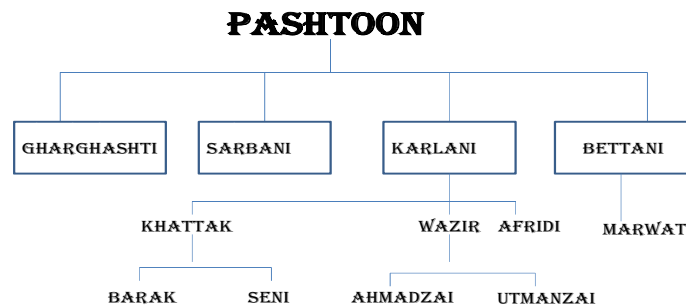 PASHTOON
GHARGHASHTI SARBANI KARLANI BETTANI
KHATTAK WAZIR AFRIDI MARWAT
BARAK SENI AHMADZAI UTMANZAI